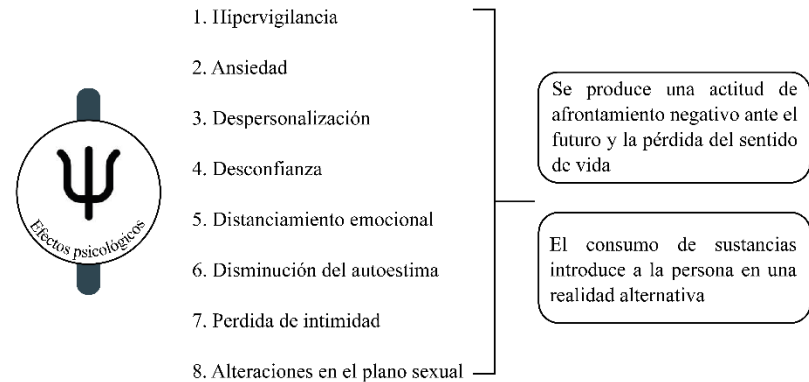 1. Hipervigilancia
2. Ansiedad
3. Despersonalización
4. Desconfianza
5. Distanciamiento emocional
6. Disminución del autoestima
7. Perdida de intimidad
8. Alteraciones en el plano sexual
Efectos psicológicos
Se produce una actitud de
afrontamiento negativo ante el
futuro y la pérdida del sentido
de vida
El consumo de sustancias
introduce a la persona en una
realidad alternativa